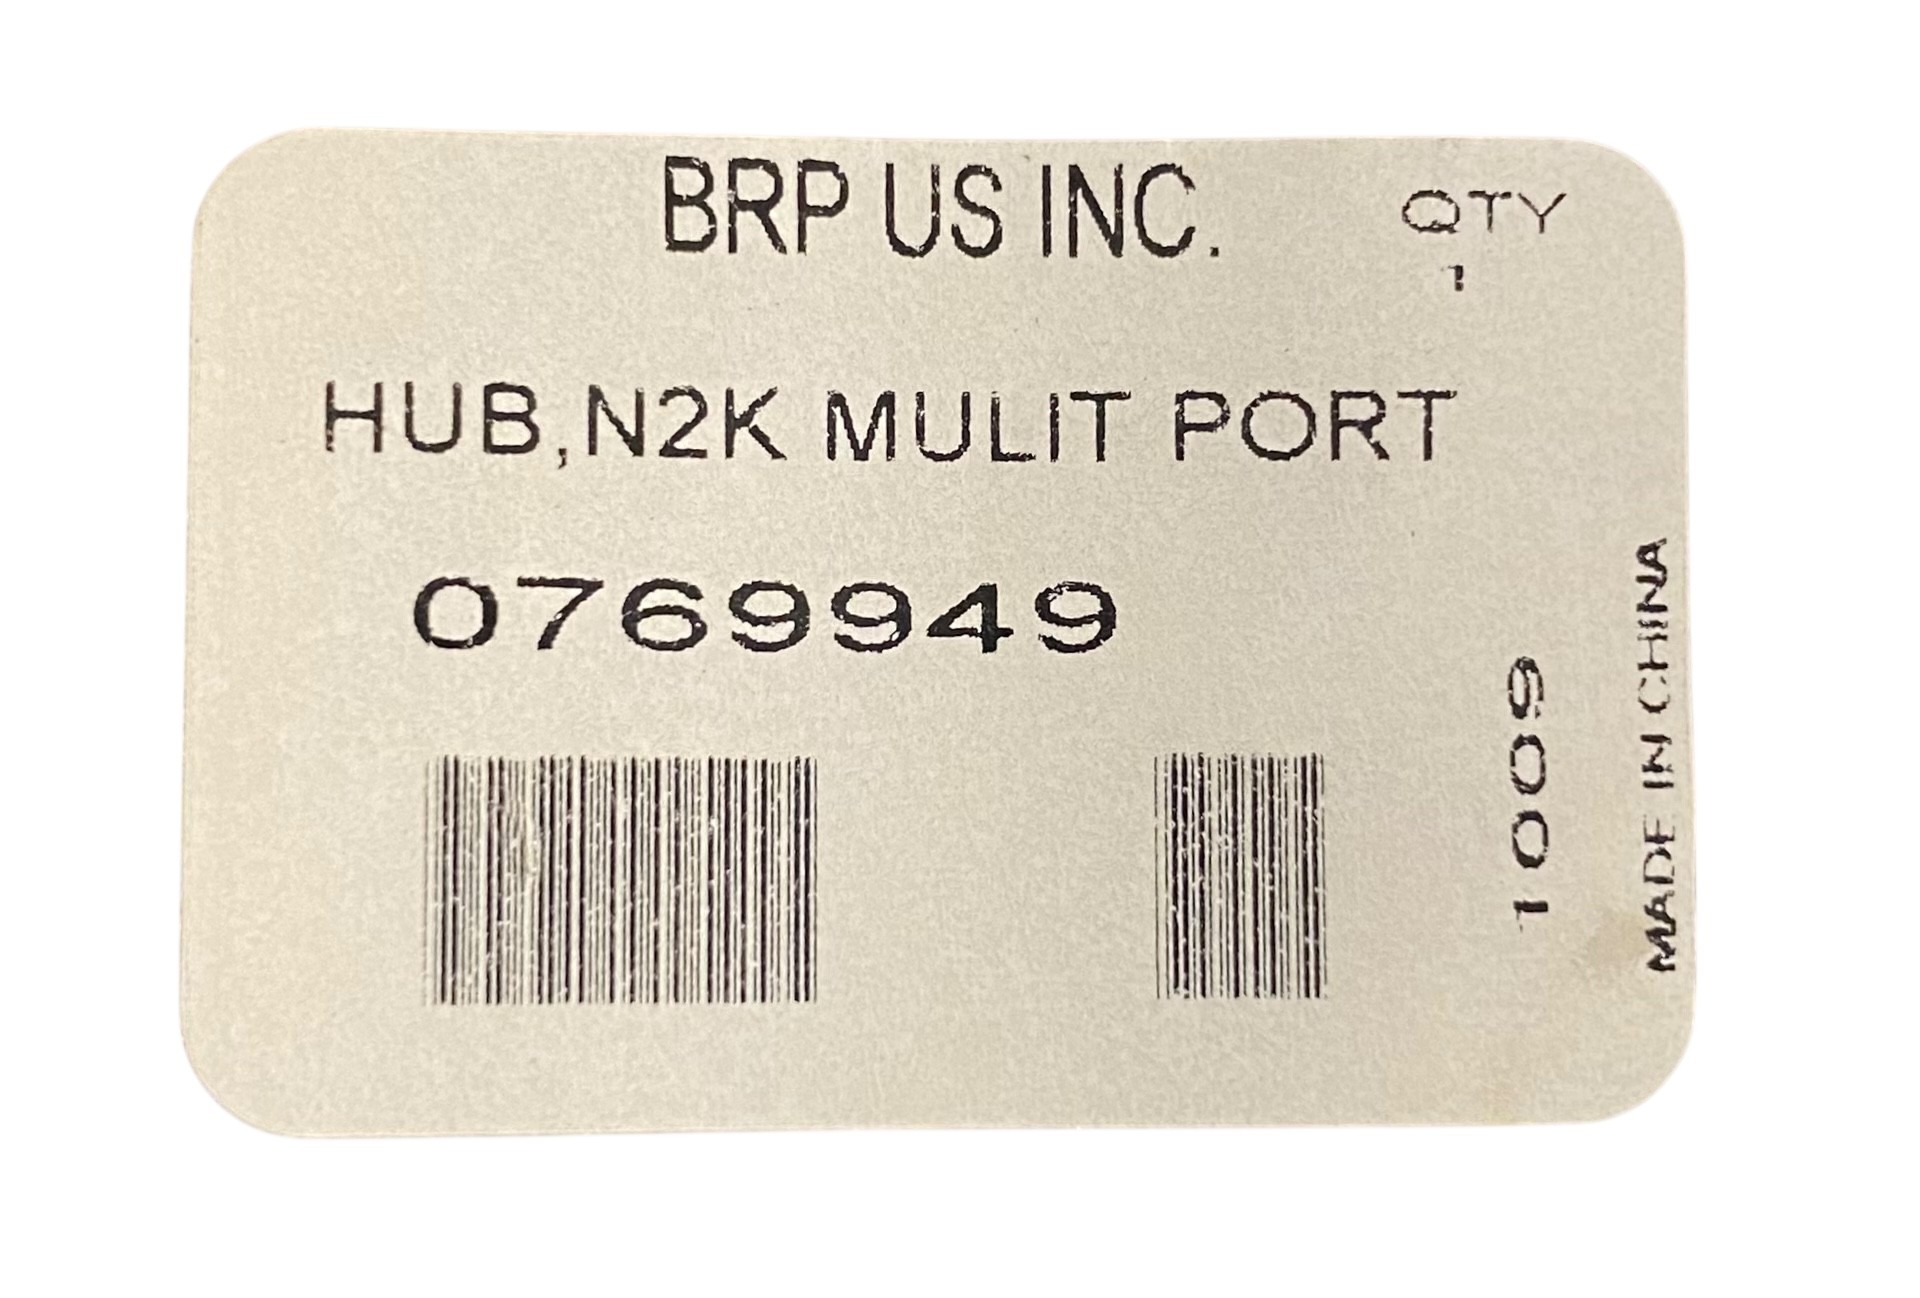 BRP US INC.
QTY
1
HUB,N2K MULIT PORT
0769949
1009
MADE IN CHINA